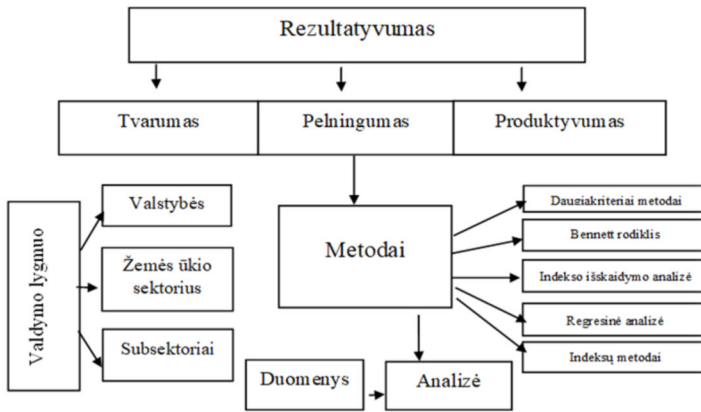 Rezultatyvumas
Tvarumas
Pelningumas
Produktyvumas
Valdymo lygmuo
Valstybės
Žemės ūkio
sektorius
Subsektoriai
Metodai
Daugiakriteriai metodai
Bennett rodiklis
Indekso išskaidymo analizė
Regresinė analizė
Indeksų metodai
Duomenys
Analizė